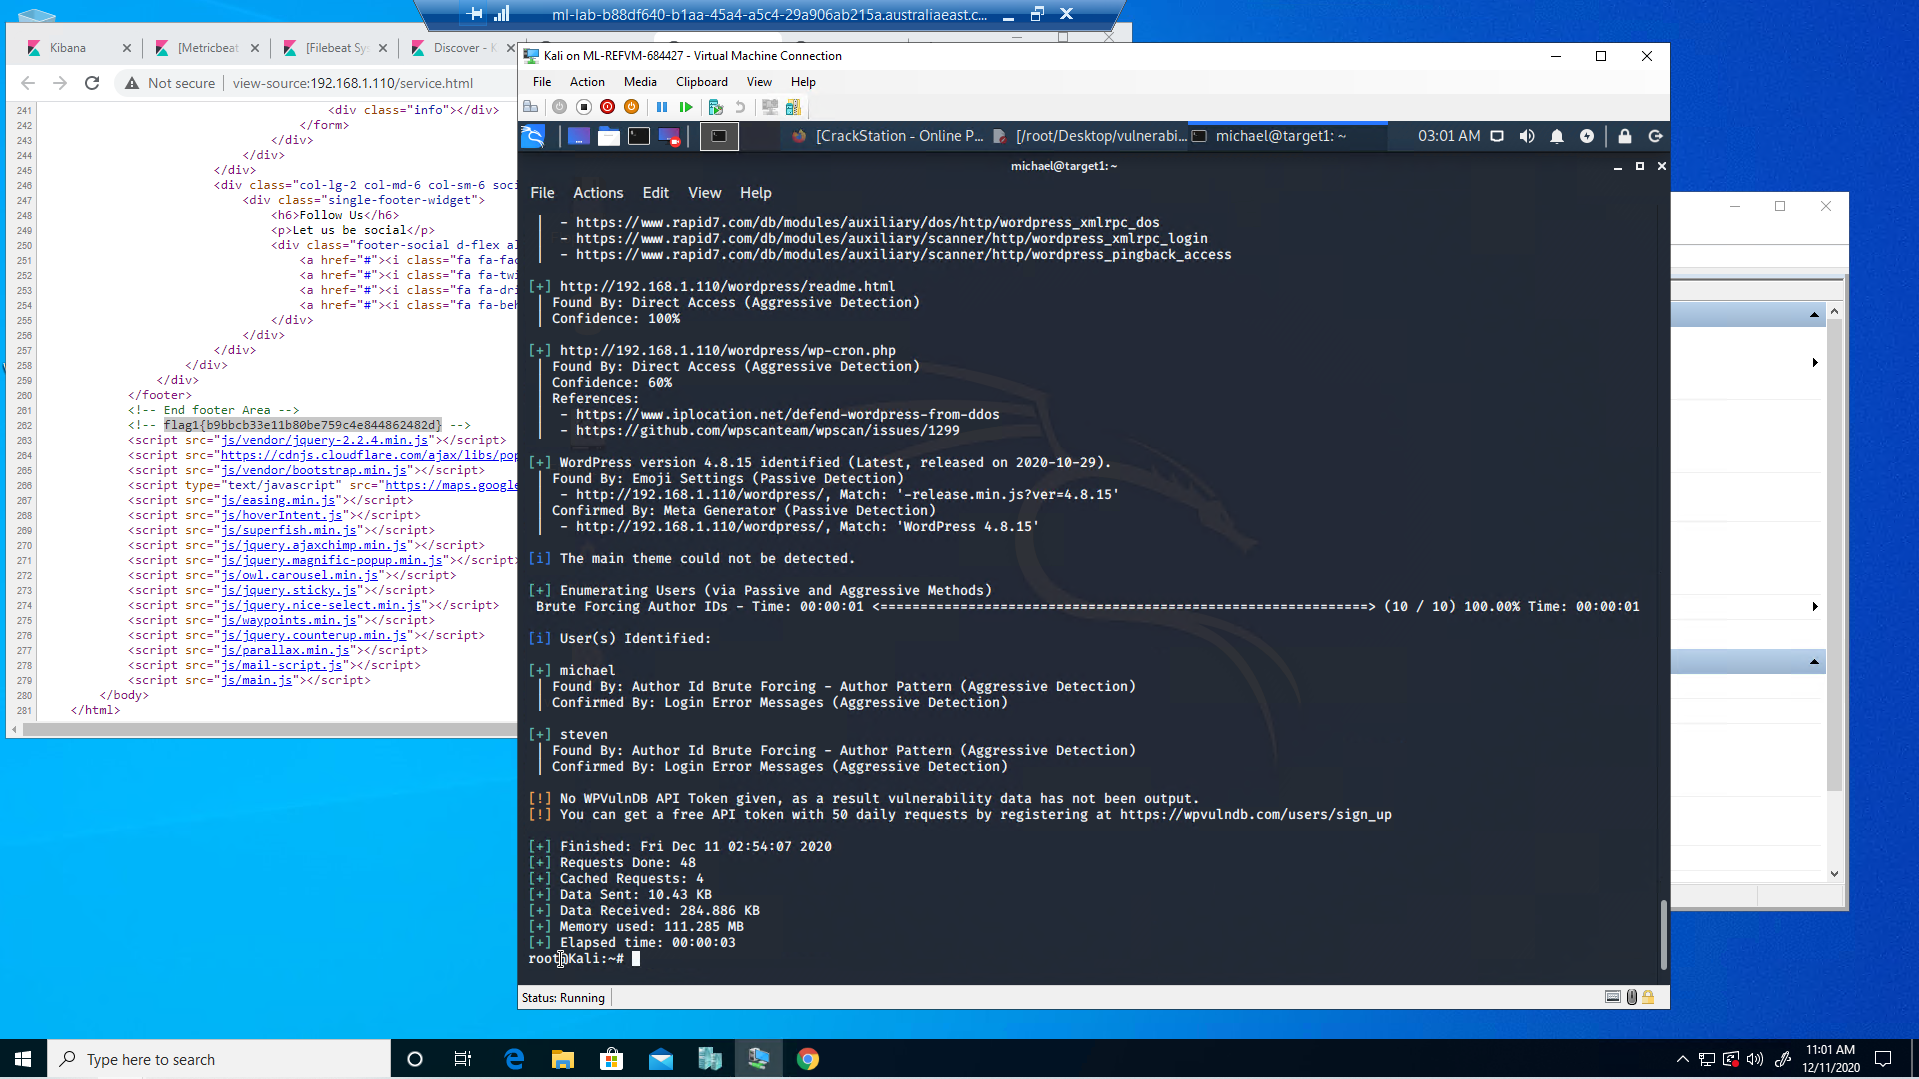 ml-lab-b88df640-b1aa-45a4-a5c4-29a906ab215a.australiaeast.c...
Kibana
[Metricbeat
[Filebeat Sy
Discover - K
Not secure
view-source:192.168.1.110/service.html
241 <div class="info"></div>
242 </form>
243 </div>
244 </div>
245 </div>
246 <div class="col-lg-2 col-md-6 col-sm-6 soci
247 <div class="single-footer-widget">
248 <h6>Follow Us</h6>
249 <p>Let us be social</p>
250 <div class="footer-social d-flex al
251 <a href="#"><i class="fa fa-fac
252 <a href="#"><i class="fa fa-twi
253 <a href="#"><i class="fa fa-dri
254 <a href="#"><i class="fa fa-beh
255 </div>
256 </div>
257 </div>
258 </div>
259 </div>
260 </footer>
261 <!-- End footer Area -->
262 <!-- flag1{b9bbcb33e11b80be759c4e844862482d} -->
263 <script src="js/vendor/jquery-2.2.4.min.js"></script>
264 <script src="https://cdnjs.cloudflare.com/ajax/libs/pop
265 <script src="js/vendor/bootstrap.min.js"></script>
266 <script type="text/javascript" src="https://maps.google
267 <script src="js/easing.min.js"></script>
268 <script src="js/hoverIntent.js"></script>
269 <script src="js/superfish.min.js"></script>
270 <script src="js/jquery.ajaxchimp.min.js"></script>
271 <script src="js/jquery.magnific-popup.min.js"></script>
272 <script src="js/owl.carousel.min.js"></script>
273 <script src="js/jquery.sticky.js"></script>
274 <script src="js/jquery.nice-select.min.js"></script>
275 <script src="js/waypoints.min.js"></script>
276 <script src="js/jquery.counterup.min.js"></script>
277 <script src="js/parallax.min.js"></script>
278 <script src="js/mail-script.js"></script>
279 <script src="js/main.js"></script>
280 </body>
281 </html>
Kali on ML-REFVM-684427 - Virtual Machine Connection
File Action Media Clipboard View Help
[CrackStation - Online P...
[/root/Desktop/vulnerabi...
michael@target1: ~
03:01 AM
michael@target1: ~
File Actions Edit View Help
- https://www.rapid7.com/db/modules/auxiliary/dos/http/wordpress_xmlrpc_dos
- https://www.rapid7.com/db/modules/auxiliary/scanner/http/wordpress_xmlrpc_login
- https://www.rapid7.com/db/modules/auxiliary/scanner/http/wordpress_pingback_access
[+] http://192.168.1.110/wordpress/readme.html
| Found By: Direct Access (Aggressive Detection)
| Confidence: 100%
[+] http://192.168.1.110/wordpress/wp-cron.php
| Found By: Direct Access (Aggressive Detection)
| Confidence: 60%
| References:
| - https://www.iplocation.net/defend-wordpress-from-ddos
| - https://github.com/wpscanteam/wpscan/issues/1299
[+] WordPress version 4.8.15 identified (Latest, released on 2020-10-29).
| Found By: Emoji Settings (Passive Detection)
| - http://192.168.1.110/wordpress/, Match: '-release.min.js?ver=4.8.15'
| Confirmed By: Meta Generator (Passive Detection)
| - http://192.168.1.110/wordpress/, Match: 'WordPress 4.8.15'
[i] The main theme could not be detected.
[+] Enumerating Users (via Passive and Aggressive Methods)
Brute Forcing Author IDs - Time: 00:00:01 <=============================================================> (10 / 10) 100.00% Time: 00:00:01
[i] User(s) Identified:
[+] michael
| Found By: Author Id Brute Forcing - Author Pattern (Aggressive Detection)
| Confirmed By: Login Error Messages (Aggressive Detection)
[+] steven
| Found By: Author Id Brute Forcing - Author Pattern (Aggressive Detection)
| Confirmed By: Login Error Messages (Aggressive Detection)
[!] No WPVulnDB API Token given, as a result vulnerability data has not been output.
[!] You can get a free API token with 50 daily requests by registering at https://wpvulndb.com/users/sign_up
[+] Finished: Fri Dec 11 02:54:07 2020
[+] Requests Done: 48
[+] Cached Requests: 4
[+] Data Sent: 10.43 KB
[+] Data Received: 284.886 KB
[+] Memory used: 111.285 MB
[+] Elapsed time: 00:00:03
root@Kali:~#
Status: Running
Type here to search
11:01 AM
12/11/2020